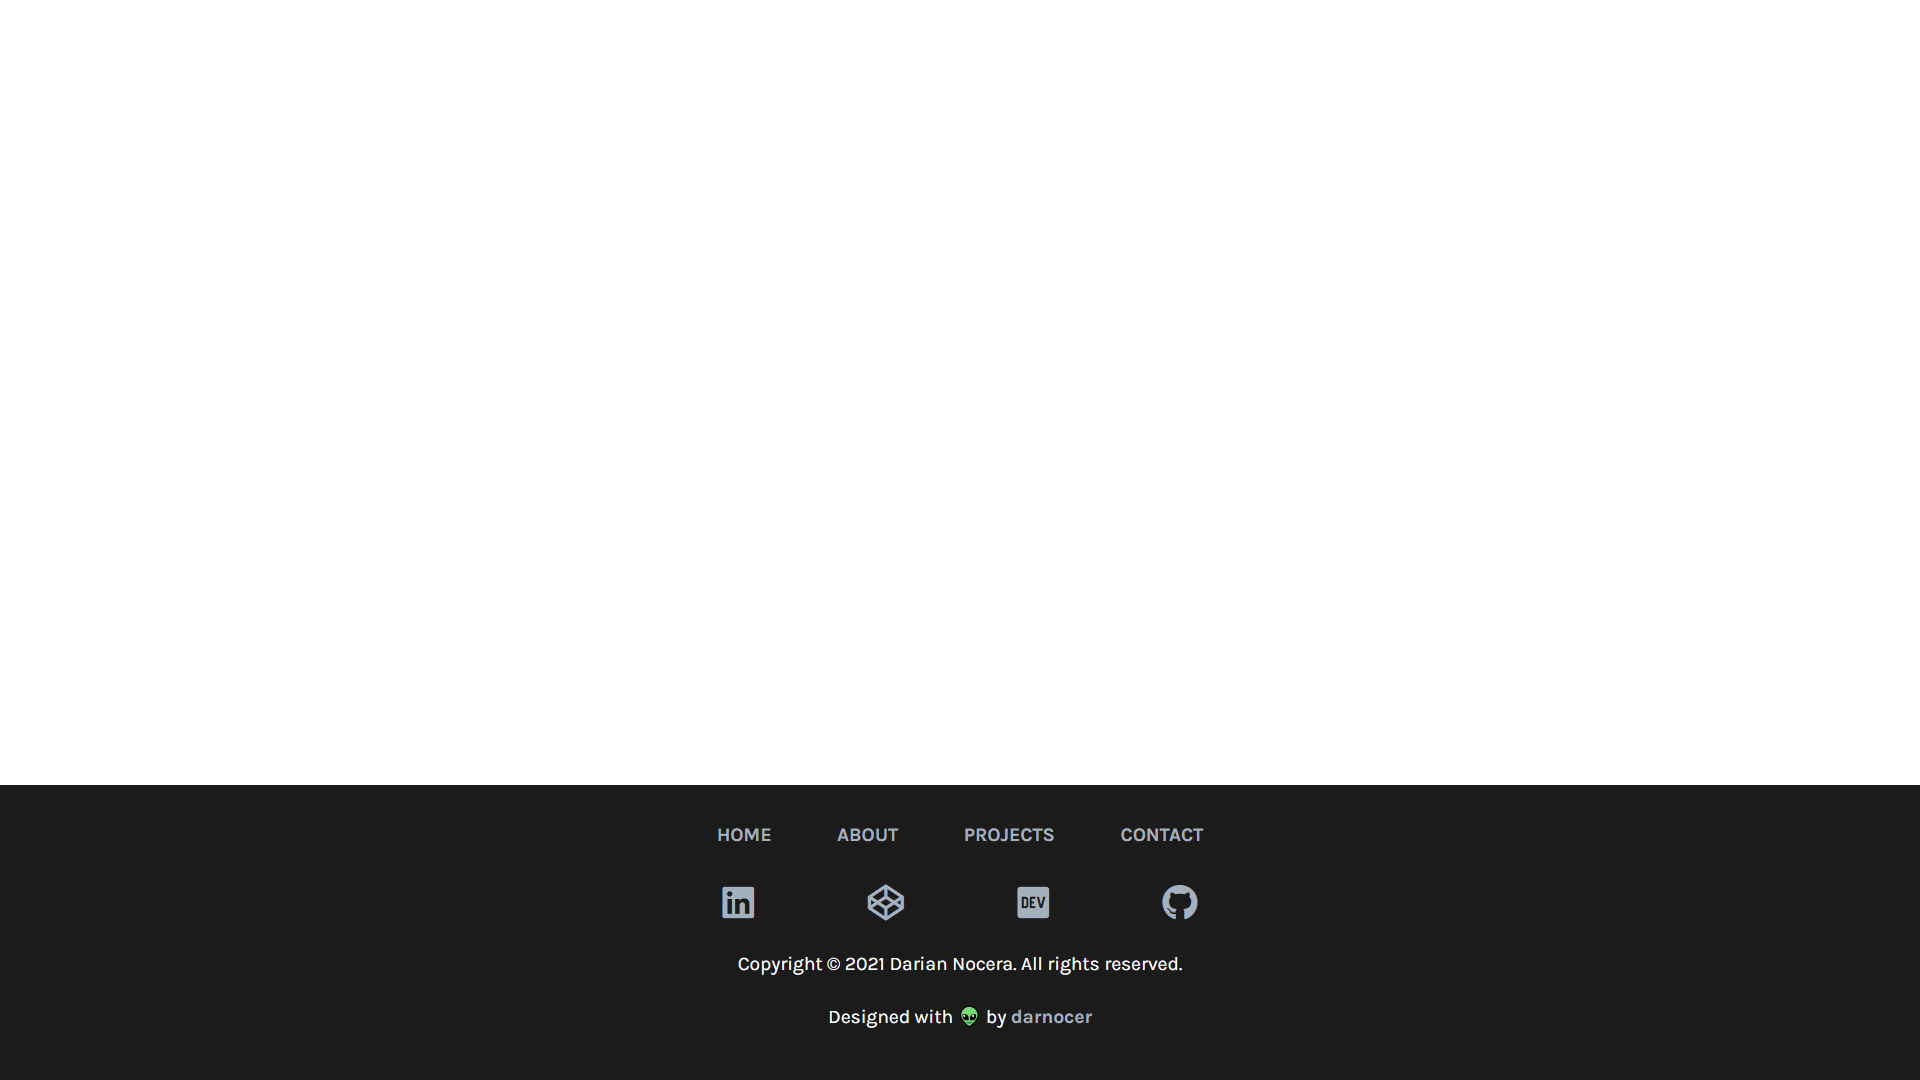 HOME ABOUT PROJECTS CONTACT
in DEV
Copyright © 2021 Darian Nocera. All rights reserved.
Designed with 👽 by darnocer